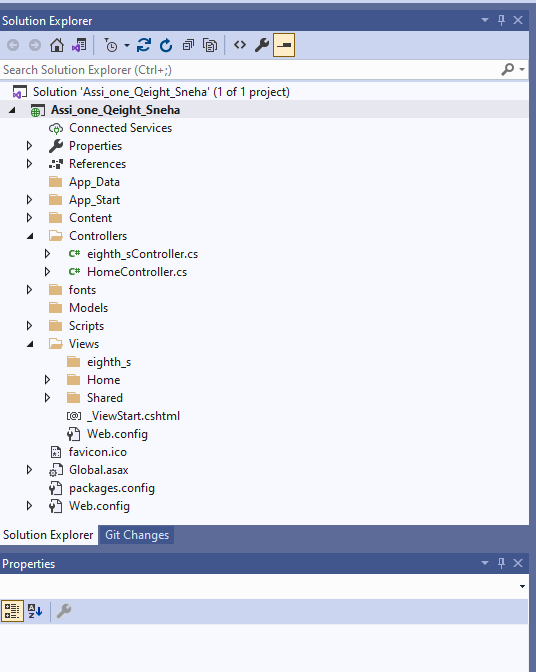 Solution Explorer
Search Solution Explorer (Ctrl+;)
Solution 'Assi_one_Qeight_Sneha' (1 of 1 project)
Assi_one_Qeight_Sneha
Connected Services
Properties
References
App_Data
App_Start
Content
Controllers
C# eighth_sController.cs
C# HomeController.cs
fonts
Models
Scripts
Views
eighth_s
Home
Shared
[@] _ViewStart.cshtml
Web.config
favicon.ico
Global.asax
packages.config
Web.config
Solution Explorer Git Changes
Properties